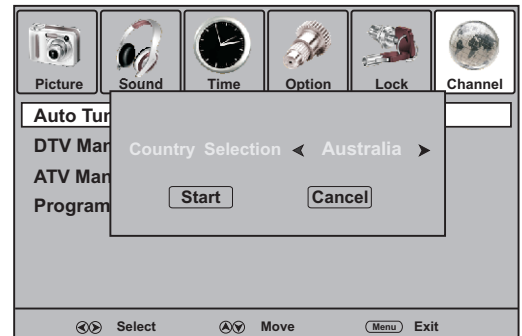 Picture Sound Time Option Lock Channel
Auto Tu
DTV Man
ATV Man
Program
Country Selection Australia
Start Cancel
Select Move Menu Exit